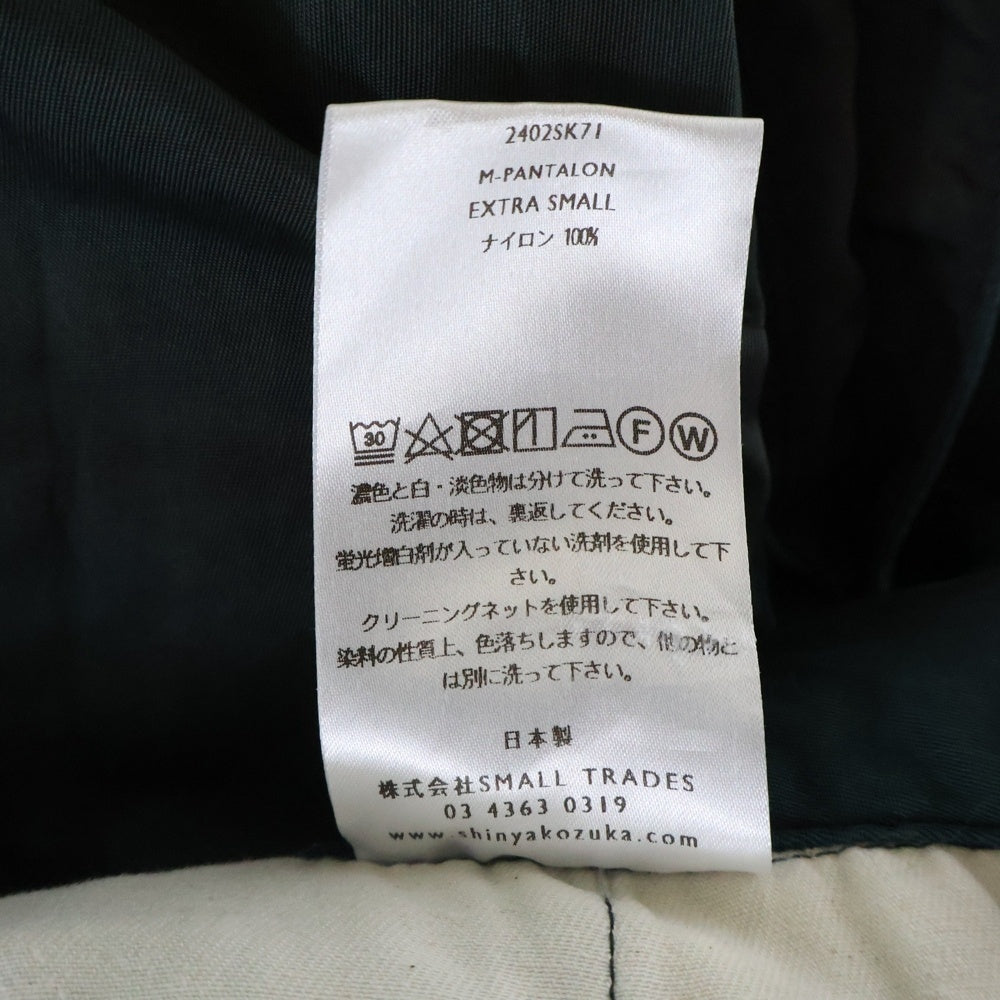 2402SK71
M-PANTALON
EXTRA SMALL
ナイロン 100%
30 F W
濃色と白・淡色物は分けて洗って下さい。
洗濯の時は、裏返してください。
蛍光増白剤が入っていない洗剤を使用して下
さい。
クリーニングネットを使用して下さい。
染料の性質上、色落ちしますので、他の物と
は別に洗って下さい。
日本製
株式会社SMALL TRADES
03 4363 0319
www.shinyakozuka.com